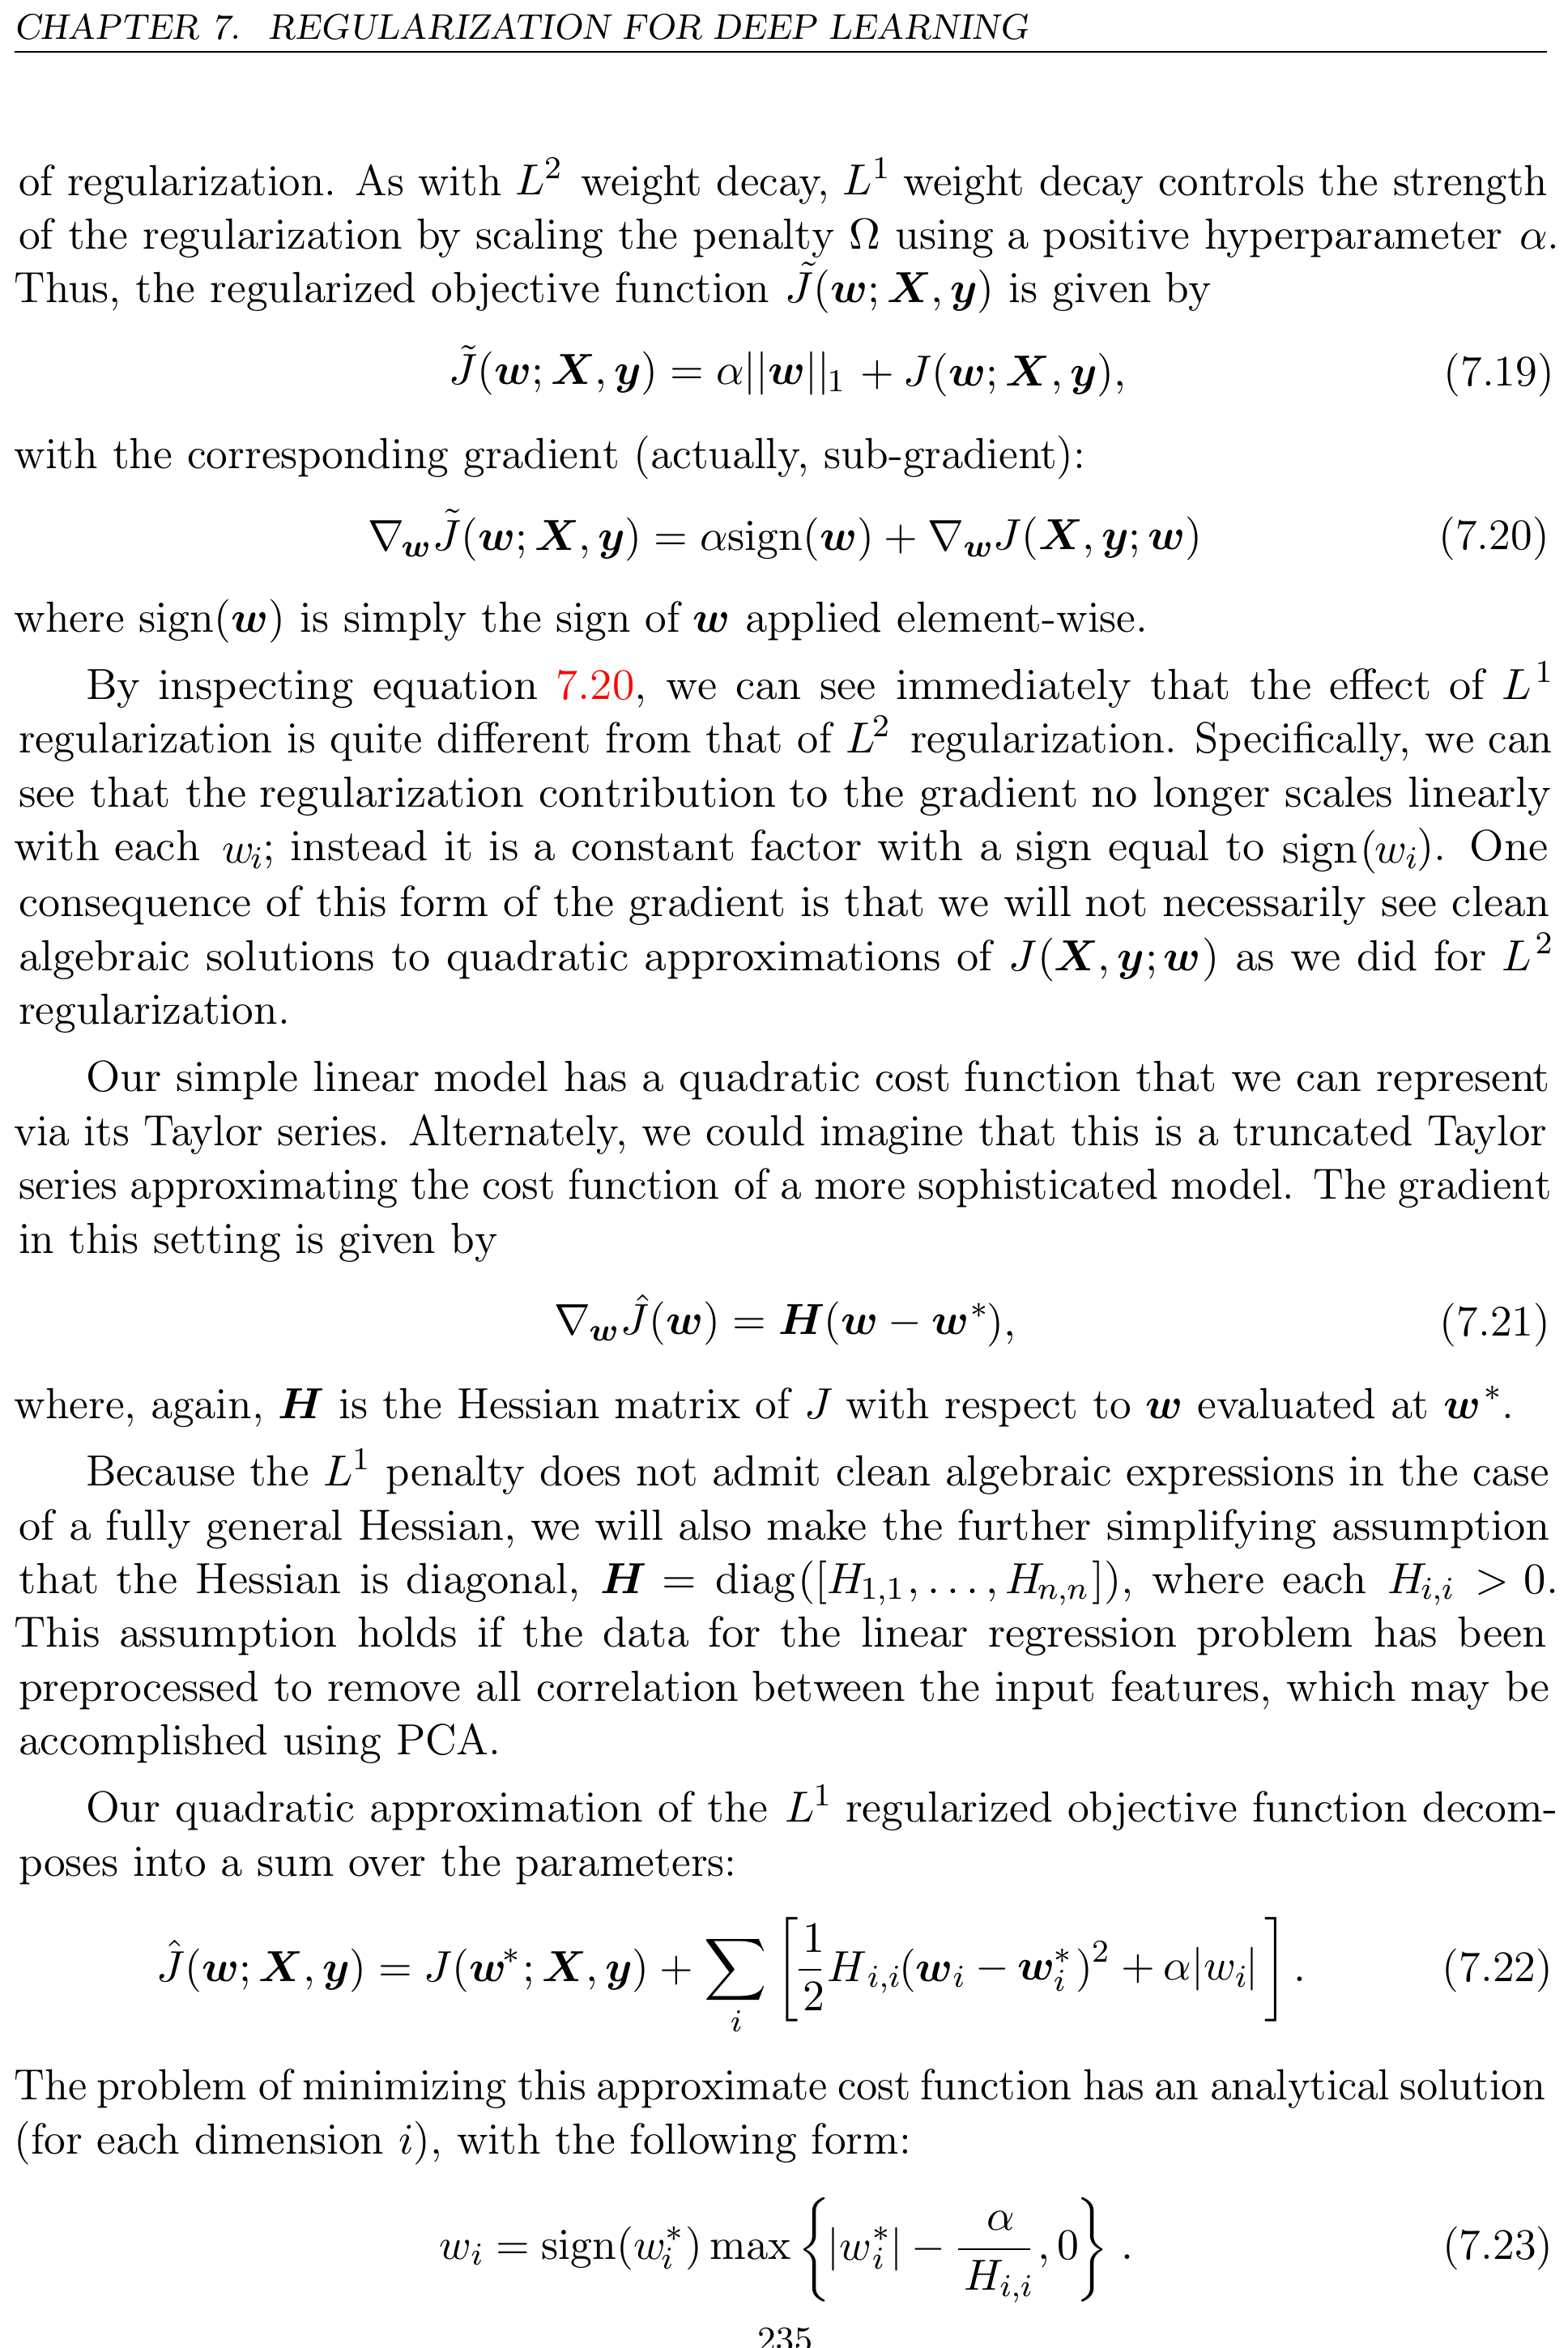 CHAPTER 7. REGULARIZATION FOR DEEP LEARNING
of regularization. As with L² weight decay, L¹ weight decay controls the strength
of the regularization by scaling the penalty Ω using a positive hyperparameter α.
Thus, the regularized objective function J̃(w; X, y) is given by
J̃(w; X, y) = α||w||₁ + J(w; X, y), (7.19)
with the corresponding gradient (actually, sub-gradient):
∇_w J̃(w; X, y) = αsign(w) + ∇_w J(X, y; w) (7.20)
where sign(w) is simply the sign of w applied element-wise.
By inspecting equation 7.20, we can see immediately that the effect of L¹
regularization is quite different from that of L² regularization. Specifically, we can
see that the regularization contribution to the gradient no longer scales linearly
with each w_i; instead it is a constant factor with a sign equal to sign(w_i). One
consequence of this form of the gradient is that we will not necessarily see clean
algebraic solutions to quadratic approximations of J(X, y; w) as we did for L²
regularization.
Our simple linear model has a quadratic cost function that we can represent
via its Taylor series. Alternately, we could imagine that this is a truncated Taylor
series approximating the cost function of a more sophisticated model. The gradient
in this setting is given by
∇_w Ĵ(w) = H(w − w*), (7.21)
where, again, H is the Hessian matrix of J with respect to w evaluated at w*.
Because the L¹ penalty does not admit clean algebraic expressions in the case
of a fully general Hessian, we will also make the further simplifying assumption
that the Hessian is diagonal, H = diag([H_{1,1}, . . . , H_{n,n}]), where each H_{i,i} > 0.
This assumption holds if the data for the linear regression problem has been
preprocessed to remove all correlation between the input features, which may be
accomplished using PCA.
Our quadratic approximation of the L¹ regularized objective function decom-
poses into a sum over the parameters:
Ĵ(w; X, y) = J(w*; X, y) + ∑_i [ 1/2 H_{i,i}(w_i − w_i*)² + α|w_i| ] . (7.22)
The problem of minimizing this approximate cost function has an analytical solution
(for each dimension i), with the following form:
w_i = sign(w_i*) max { |w_i*| − α/H_{i,i}, 0 } . (7.23)
235